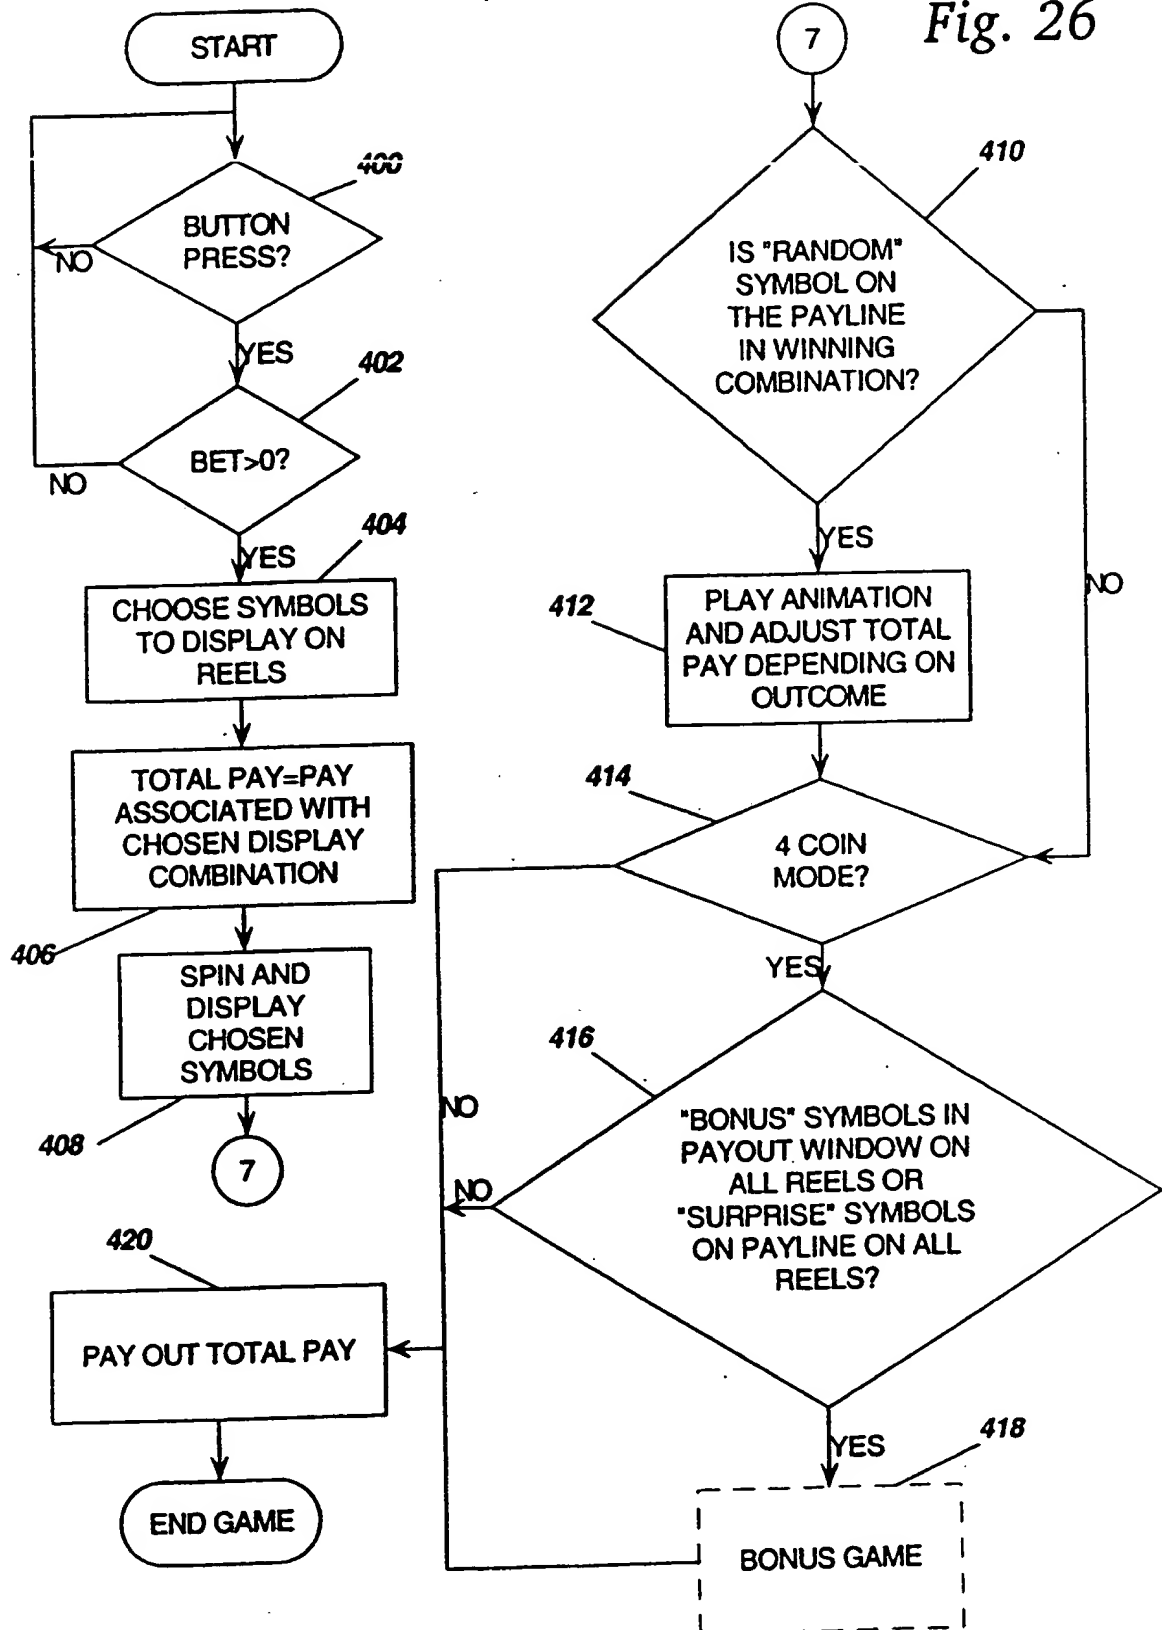 Fig. 26
START
400
BUTTON
PRESS?
NO
YES
402
BET>0?
NO
YES
404
CHOOSE SYMBOLS
TO DISPLAY ON
REELS
TOTAL PAY=PAY
ASSOCIATED WITH
CHOSEN DISPLAY
COMBINATION
406
SPIN AND
DISPLAY
CHOSEN
SYMBOLS
408
7
7
410
IS "RANDOM"
SYMBOL ON
THE PAYLINE
IN WINNING
COMBINATION?
YES
NO
412
PLAY ANIMATION
AND ADJUST TOTAL
PAY DEPENDING ON
OUTCOME
414
4 COIN
MODE?
YES
NO
416
"BONUS" SYMBOLS IN
PAYOUT WINDOW ON
ALL REELS OR
"SURPRISE" SYMBOLS
ON PAYLINE ON ALL
REELS?
NO
YES
418
BONUS GAME
420
PAY OUT TOTAL PAY
END GAME